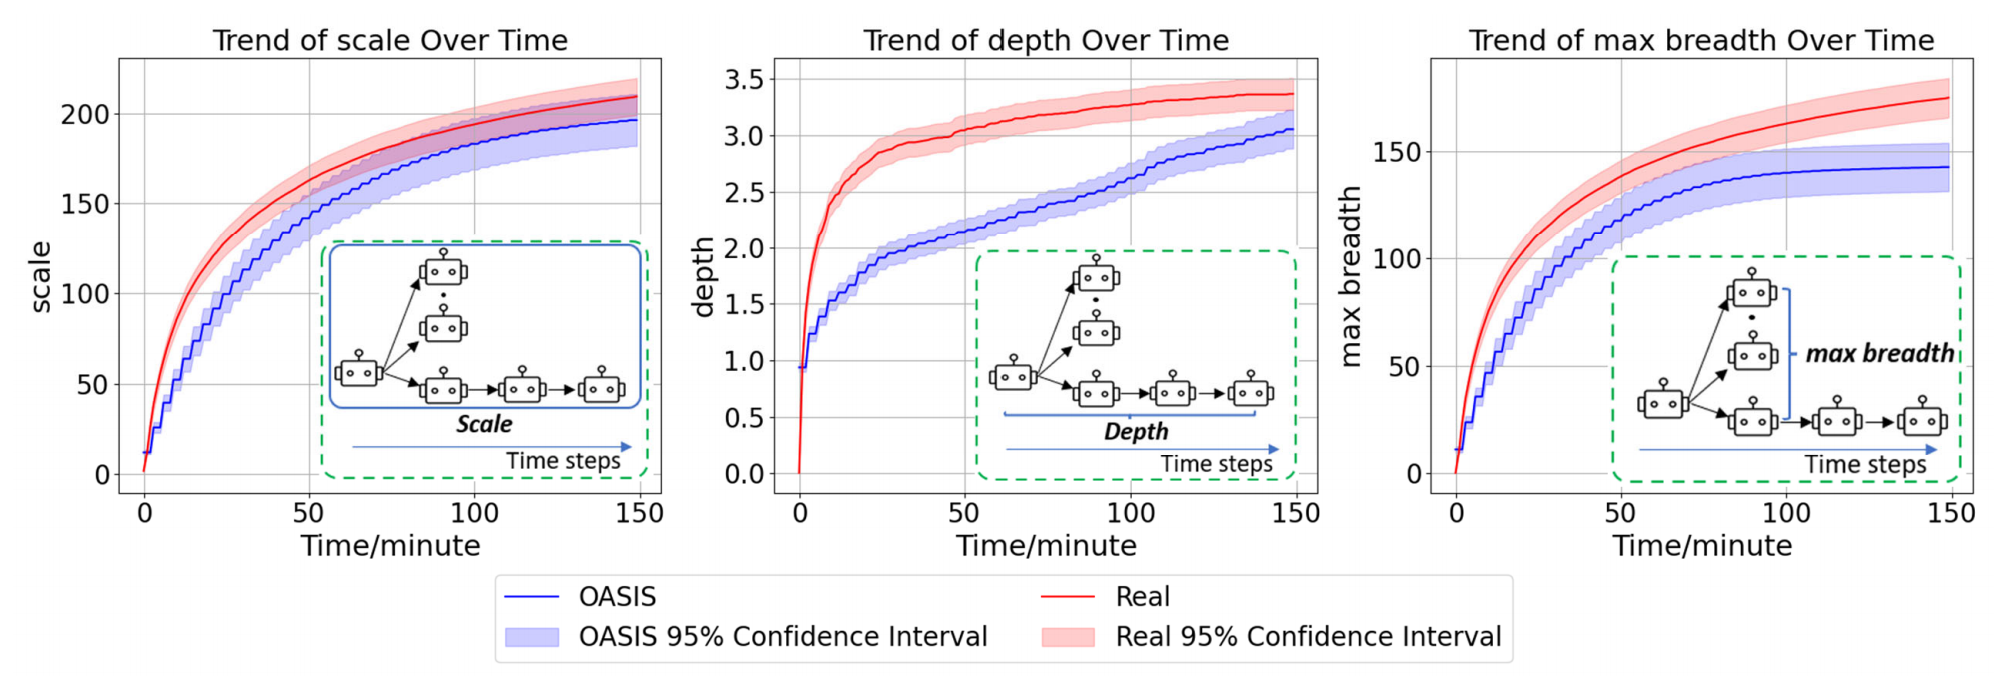 Trend of scale Over Time
scale
200
150
100
50
0
Scale
Time steps
0 50 100 150
Time/minute
Trend of depth Over Time
depth
3.5
3.0
2.5
2.0
1.5
1.0
0.5
0.0
Depth
Time steps
0 50 100 150
Time/minute
Trend of max breadth Over Time
max breadth
150
100
50
0
max breadth
Time steps
0 50 100 150
Time/minute
OASIS
OASIS 95% Confidence Interval
Real
Real 95% Confidence Interval